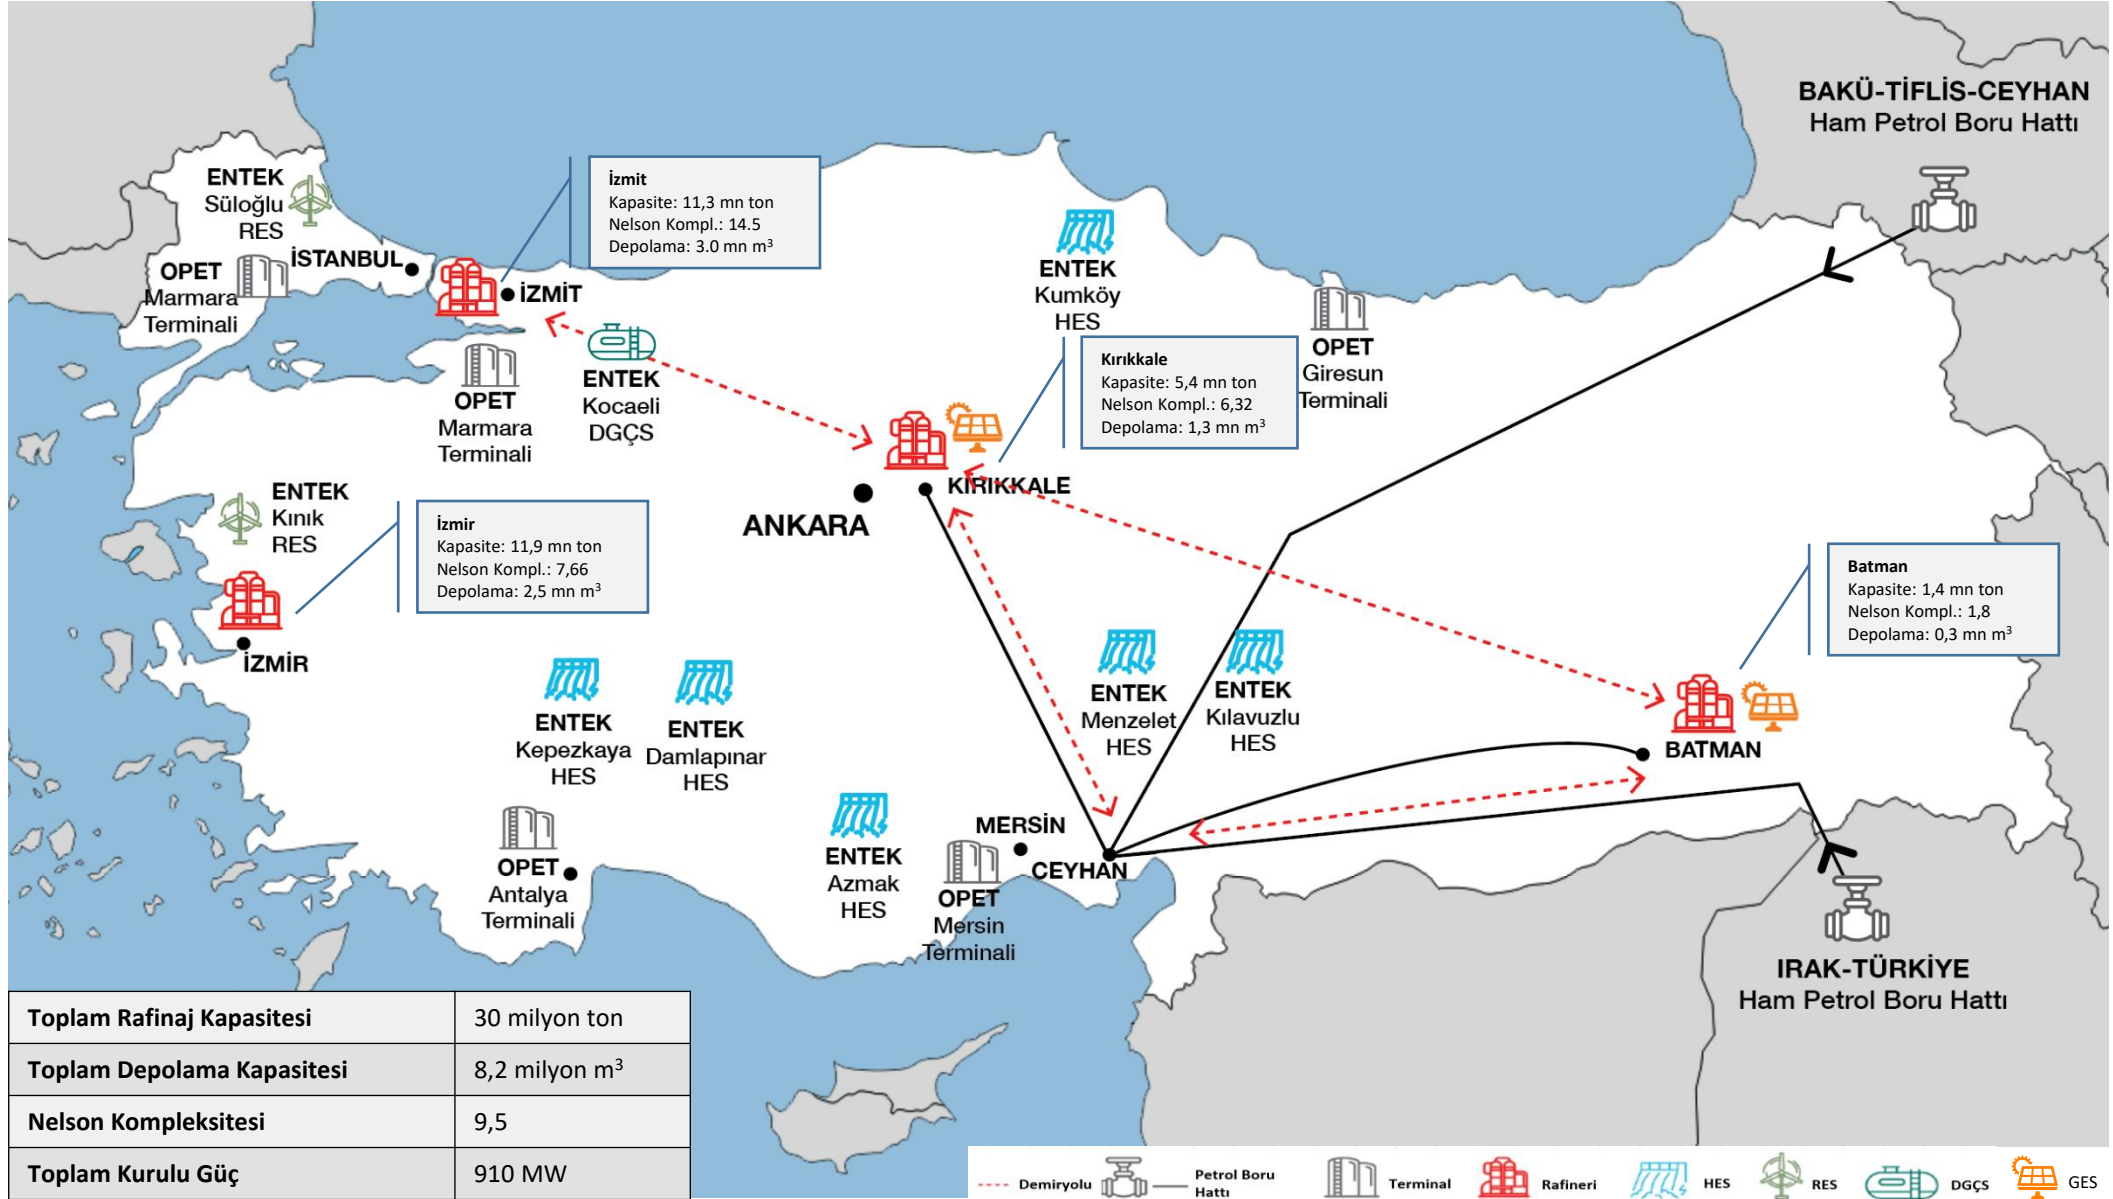 BAKÜ-TİFLİS-CEYHAN
Ham Petrol Boru Hattı
ENTEK
Süloğlu
RES
İSTANBUL
OPET
Marmara
Terminali
İZMİT
İzmit
Kapasite: 11,3 mn ton
Nelson Kompl.: 14.5
Depolama: 3.0 mn m³
ENTEK
Kumköy
HES
OPET
Giresun
Terminali
Kırıkkale
Kapasite: 5,4 mn ton
Nelson Kompl.: 6,32
Depolama: 1,3 mn m³
ENTEK
Kocaeli
DGÇS
OPET
Marmara
Terminali
KIRIKKALE
ANKARA
ENTEK
Kınık
RES
İzmir
Kapasite: 11,9 mn ton
Nelson Kompl.: 7,66
Depolama: 2,5 mn m³
İZMİR
Batman
Kapasite: 1,4 mn ton
Nelson Kompl.: 1,8
Depolama: 0,3 mn m³
BATMAN
ENTEK
Menzelet
HES
ENTEK
Kılavuzlu
HES
ENTEK
Kepezkaya
HES
ENTEK
Damlapınar
HES
ENTEK
Azmak
HES
MERSİN
CEYHAN
OPET
Mersin
Terminali
OPET
Antalya
Terminali
IRAK-TÜRKİYE
Ham Petrol Boru Hattı
Toplam Rafinaj Kapasitesi 30 milyon ton
Toplam Depolama Kapasitesi 8,2 milyon m³
Nelson Kompleksitesi 9,5
Toplam Kurulu Güç 910 MW
Demiryolu
Petrol Boru
Hattı
Terminal
Rafineri
HES
RES
DGÇS
GES